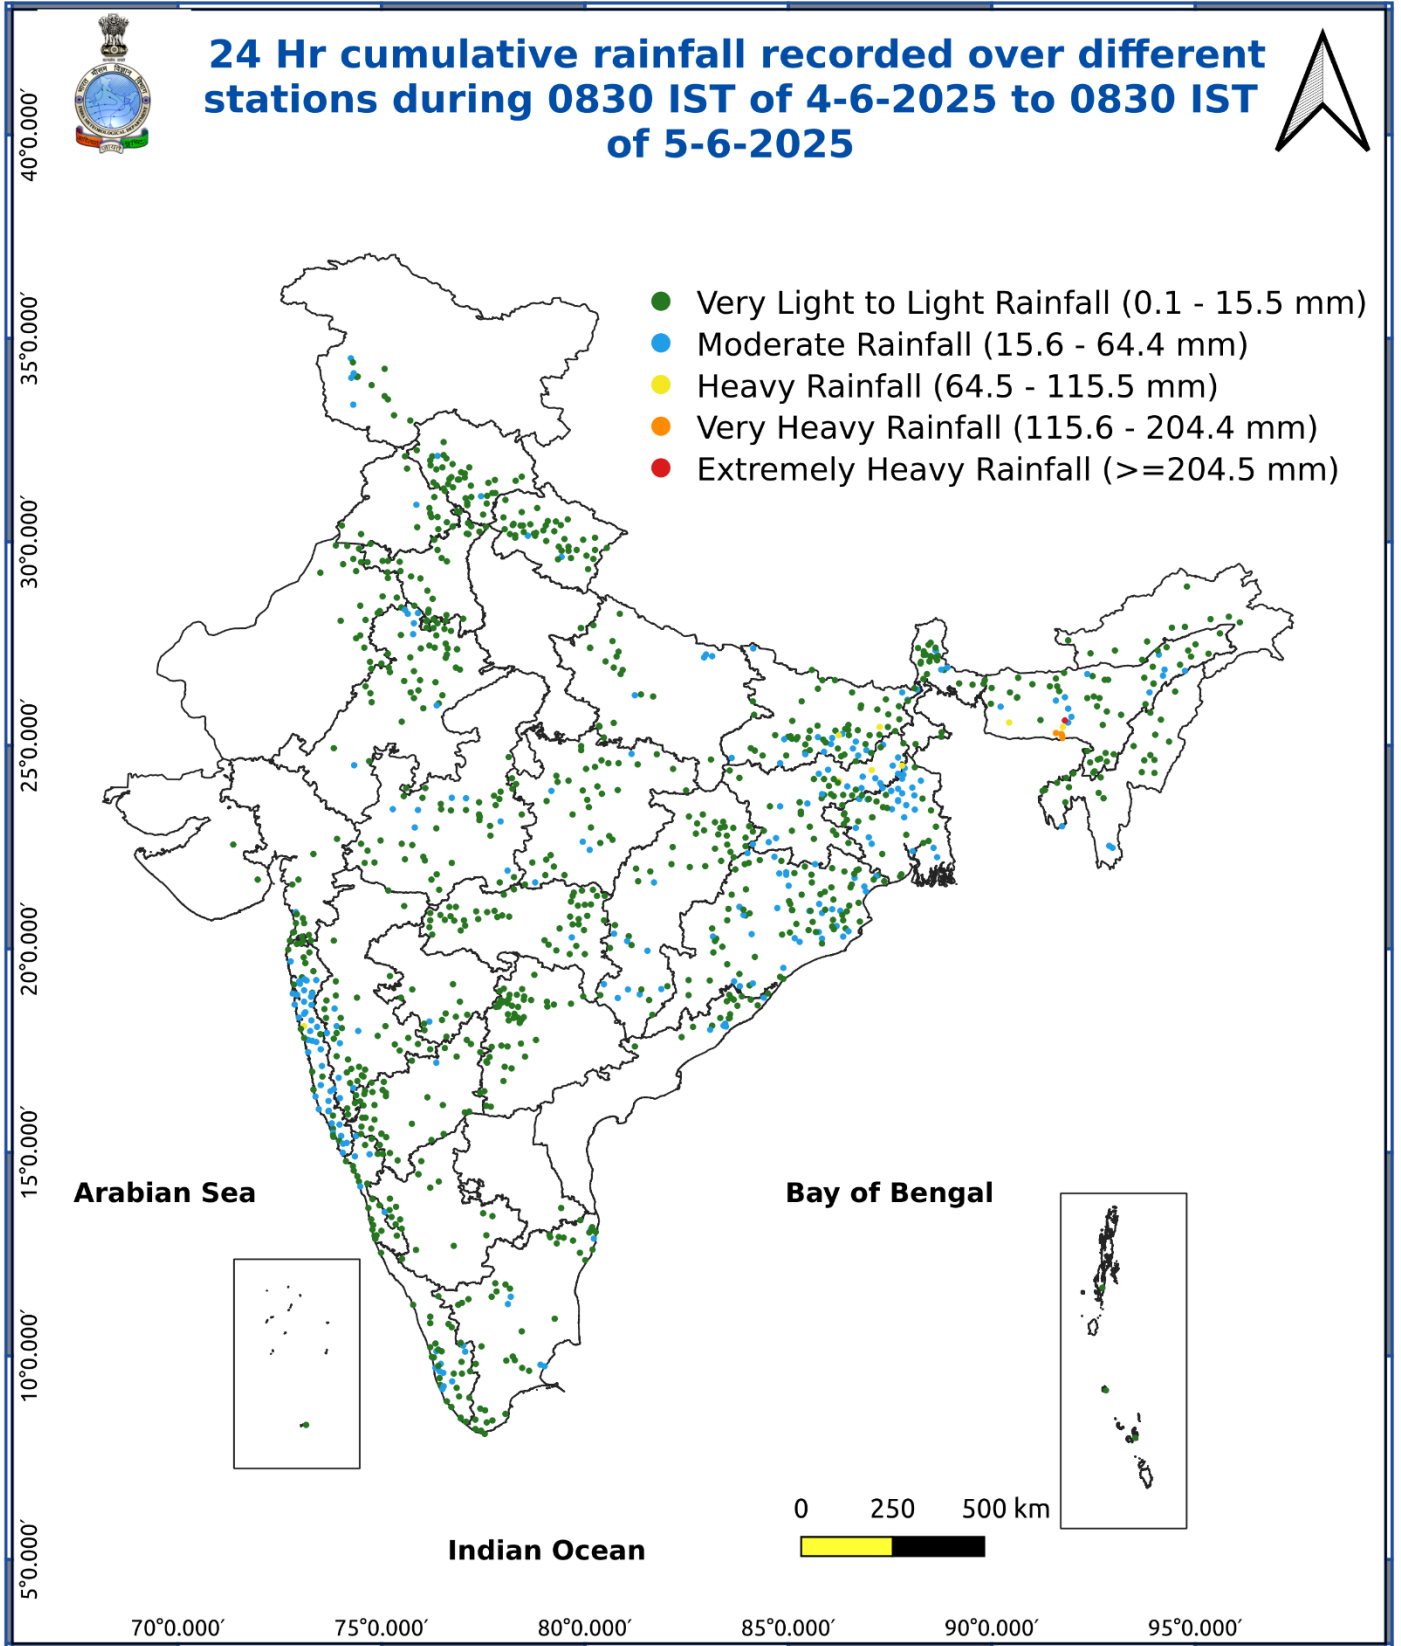 24 Hr cumulative rainfall recorded over different
stations during 0830 IST of 4-6-2025 to 0830 IST
of 5-6-2025
Very Light to Light Rainfall (0.1 - 15.5 mm)
Moderate Rainfall (15.6 - 64.4 mm)
Heavy Rainfall (64.5 - 115.5 mm)
Very Heavy Rainfall (115.6 - 204.4 mm)
Extremely Heavy Rainfall (>=204.5 mm)
40°0.000′
35°0.000′
30°0.000′
25°0.000′
20°0.000′
15°0.000′
10°0.000′
5°0.000′
Arabian Sea
Bay of Bengal
Indian Ocean
0 250 500 km
70°0.000′ 75°0.000′ 80°0.000′ 85°0.000′ 90°0.000′ 95°0.000′